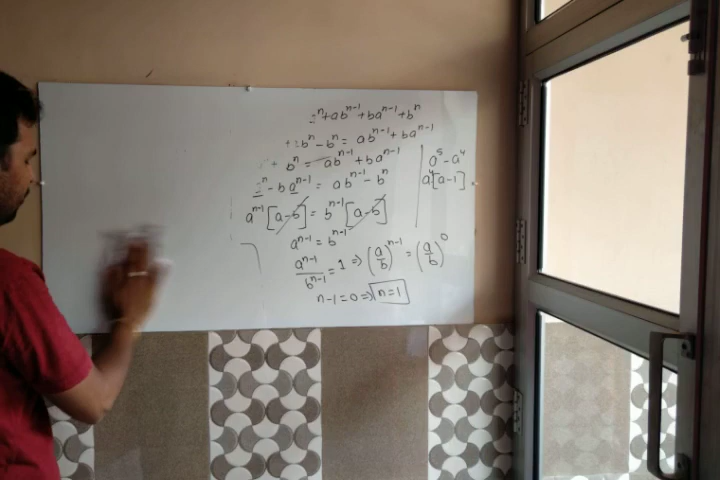 ⁿ+abⁿ⁻¹+baⁿ⁻¹+bⁿ
bⁿ-bⁿ= abⁿ⁻¹+baⁿ⁻¹
+ bⁿ = abⁿ⁻¹+baⁿ⁻¹
-baⁿ⁻¹ = abⁿ⁻¹-bⁿ
aⁿ⁻¹[a-b] = bⁿ⁻¹[a-b]
aⁿ⁻¹ = bⁿ⁻¹
aⁿ⁻¹/bⁿ⁻¹ = 1 ⇒ (a/b)ⁿ⁻¹ = (a/b)⁰
n-1=0 ⇒ n=1
a⁵-a⁴
a⁴[a-1]